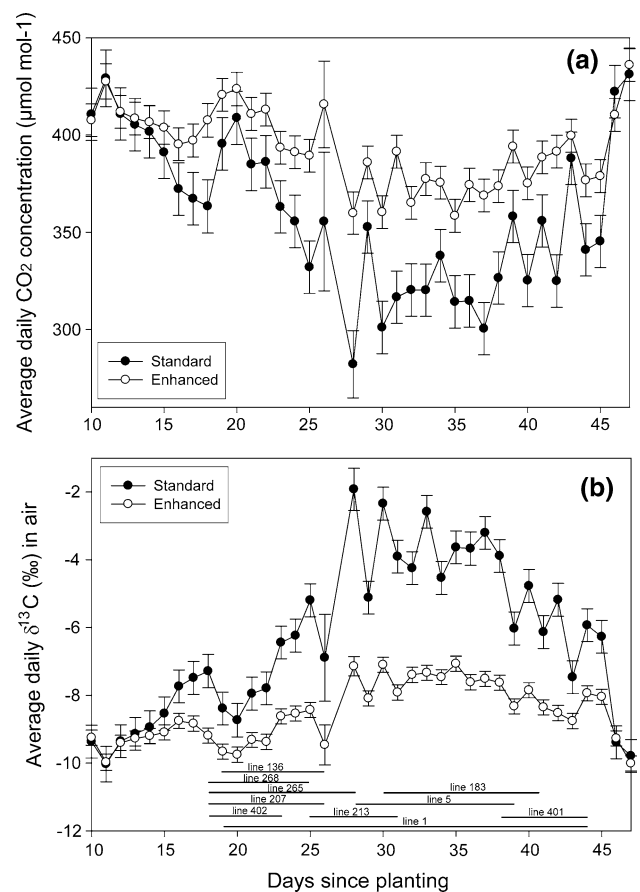 450
(a)
400
350
300
Average daily CO2 concentration (µmol mol-1)
Standard
Enhanced
10 15 20 25 30 35 40 45
Standard
Enhanced
(b)
-2
-4
-6
-8
-10
-12
Average daily δ13C (‰) in air
line 136
line 268
line 265
line 183
line 207
line 5
line 402
line 213
line 401
line 1
10 15 20 25 30 35 40 45
Days since planting